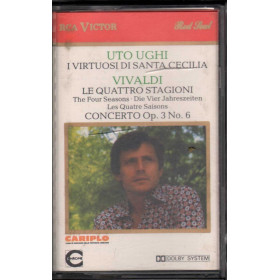 RCA VICTOR Red Seal
UTO UGHI
I VIRTUOSI DI SANTA CECILIA
VIVALDI
LE QUATTRO STAGIONI
The Four Seasons · Die Vier Jahreszeiten
Les Quatre Saisons
CONCERTO Op. 3 No. 6
CARIPLO
DOLBY SYSTEM